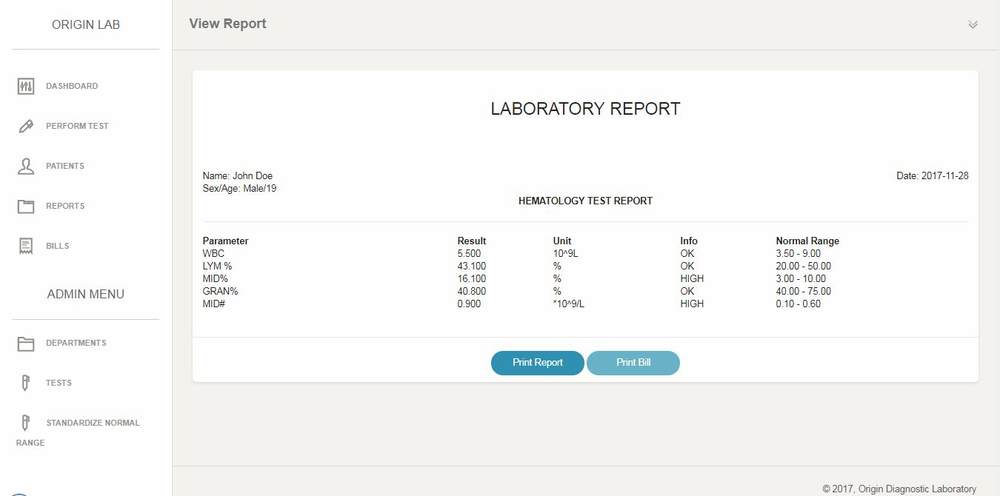 ORIGIN LAB
DASHBOARD
PERFORM TEST
PATIENTS
REPORTS
BILLS
ADMIN MENU
DEPARTMENTS
TESTS
STANDARDIZE NORMAL
RANGE
View Report
LABORATORY REPORT
Name: John Doe Date: 2017-11-28
Sex/Age: Male/19
HEMATOLOGY TEST REPORT
Parameter Result Unit Info Normal Range
WBC 5.500 10^9L OK 3.50 - 9.00
LYM % 43.100 % OK 20.00 - 50.00
MID% 16.100 % HIGH 3.00 - 10.00
GRAN% 40.800 % OK 40.00 - 75.00
MID# 0.900 *10^9/L HIGH 0.10 - 0.60
Print Report Print Bill
© 2017, Origin Diagnostic Laboratory